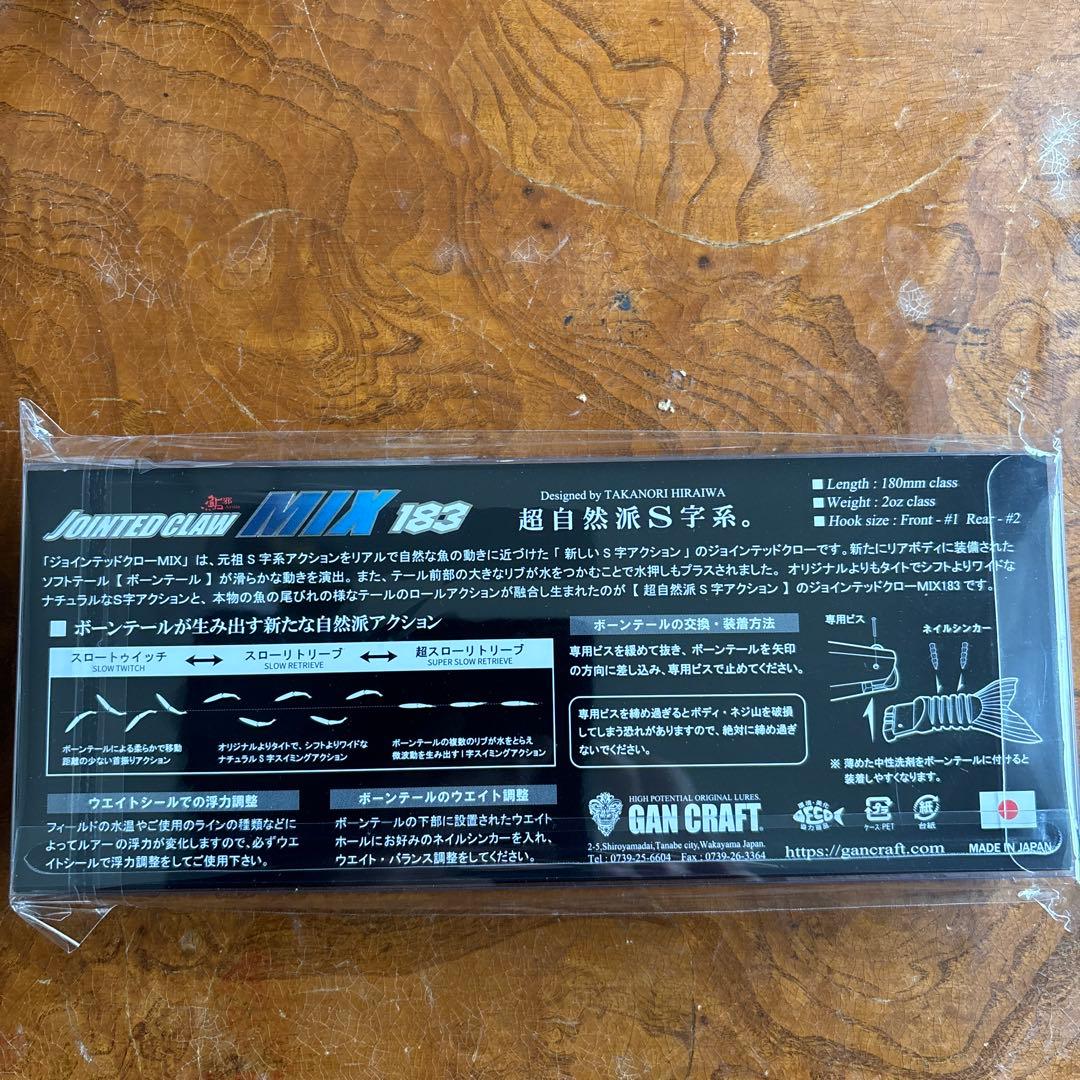 鮎邪
JOINTED CLAW MIX 183
Designed by TAKANORI HIRAIWA
超自然派S字系。
■ Length : 180mm class
■ Weight : 2oz class
■ Hook size : Front - #1 Rear - #2
「ジョインテッドクローMIX」は、元祖S字系アクションをリアルで自然な魚の動きに近づけた「 新しいS字アクション 」のジョインテッドクローです。新たにリアボディに装備された
ソフトテール【 ボーンテール 】が滑らかな動きを演出。また、テール前部の大きなリブが水をつかむことで水押しもプラスされました。オリジナルよりもタイトでシフトよりワイドな
ナチュラルなS字アクションと、本物の魚の尾びれの様なテールのロールアクションが融合し生まれたのが【 超自然派S字アクション 】のジョインテッドクローMIX183です。
■ ボーンテールが生み出す新たな自然派アクション
スロートゥイッチ
SLOW TWITCH
スローリトリーブ
SLOW RETRIEVE
超スローリトリーブ
SUPER SLOW RETRIEVE
ボーンテールによる柔らかで移動
距離の少ない首振りアクション
オリジナルよりタイトで、シフトよりワイドな
ナチュラルS字スイミングアクション
ボーンテールの複数のリブが水をとらえ
微波動を生み出すI字スイミングアクション
ウエイトシールでの浮力調整
フィールドの水温やご使用のラインの種類などに
よってルアーの浮力が変化しますので、必ずウエ
イトシールで浮力調整をしてご使用下さい。
ボーンテールのウエイト調整
ボーンテールの下部に設置されたウエイト
ホールにお好みのネイルシンカーを入れ、
ウエイト・バランス調整をしてください。
ボーンテールの交換・装着方法
専用ビスを緩めて抜き、ボーンテールを矢印
の方向に差し込み、専用ビスで止めてください。
専用ビスを締め過ぎるとボディ・ネジ山を破損
してしまう恐れがありますので、絶対に締め過ぎ
ないでください。
専用ビス
ネイルシンカー
※ 薄めた中性洗剤をボーンテールに付けると
装着しやすくなります。
HIGH POTENTIAL ORIGINAL LURES.
GAN CRAFT.
2-5,Shiroyamadai,Tanabe city,Wakayama Japan.
Tel : 0739-25-6604 Fax : 0739-26-3364
ECO
協力商品
PET
ケース:PET
紙
台紙
https://gancraft.com
MADE IN JAPAN